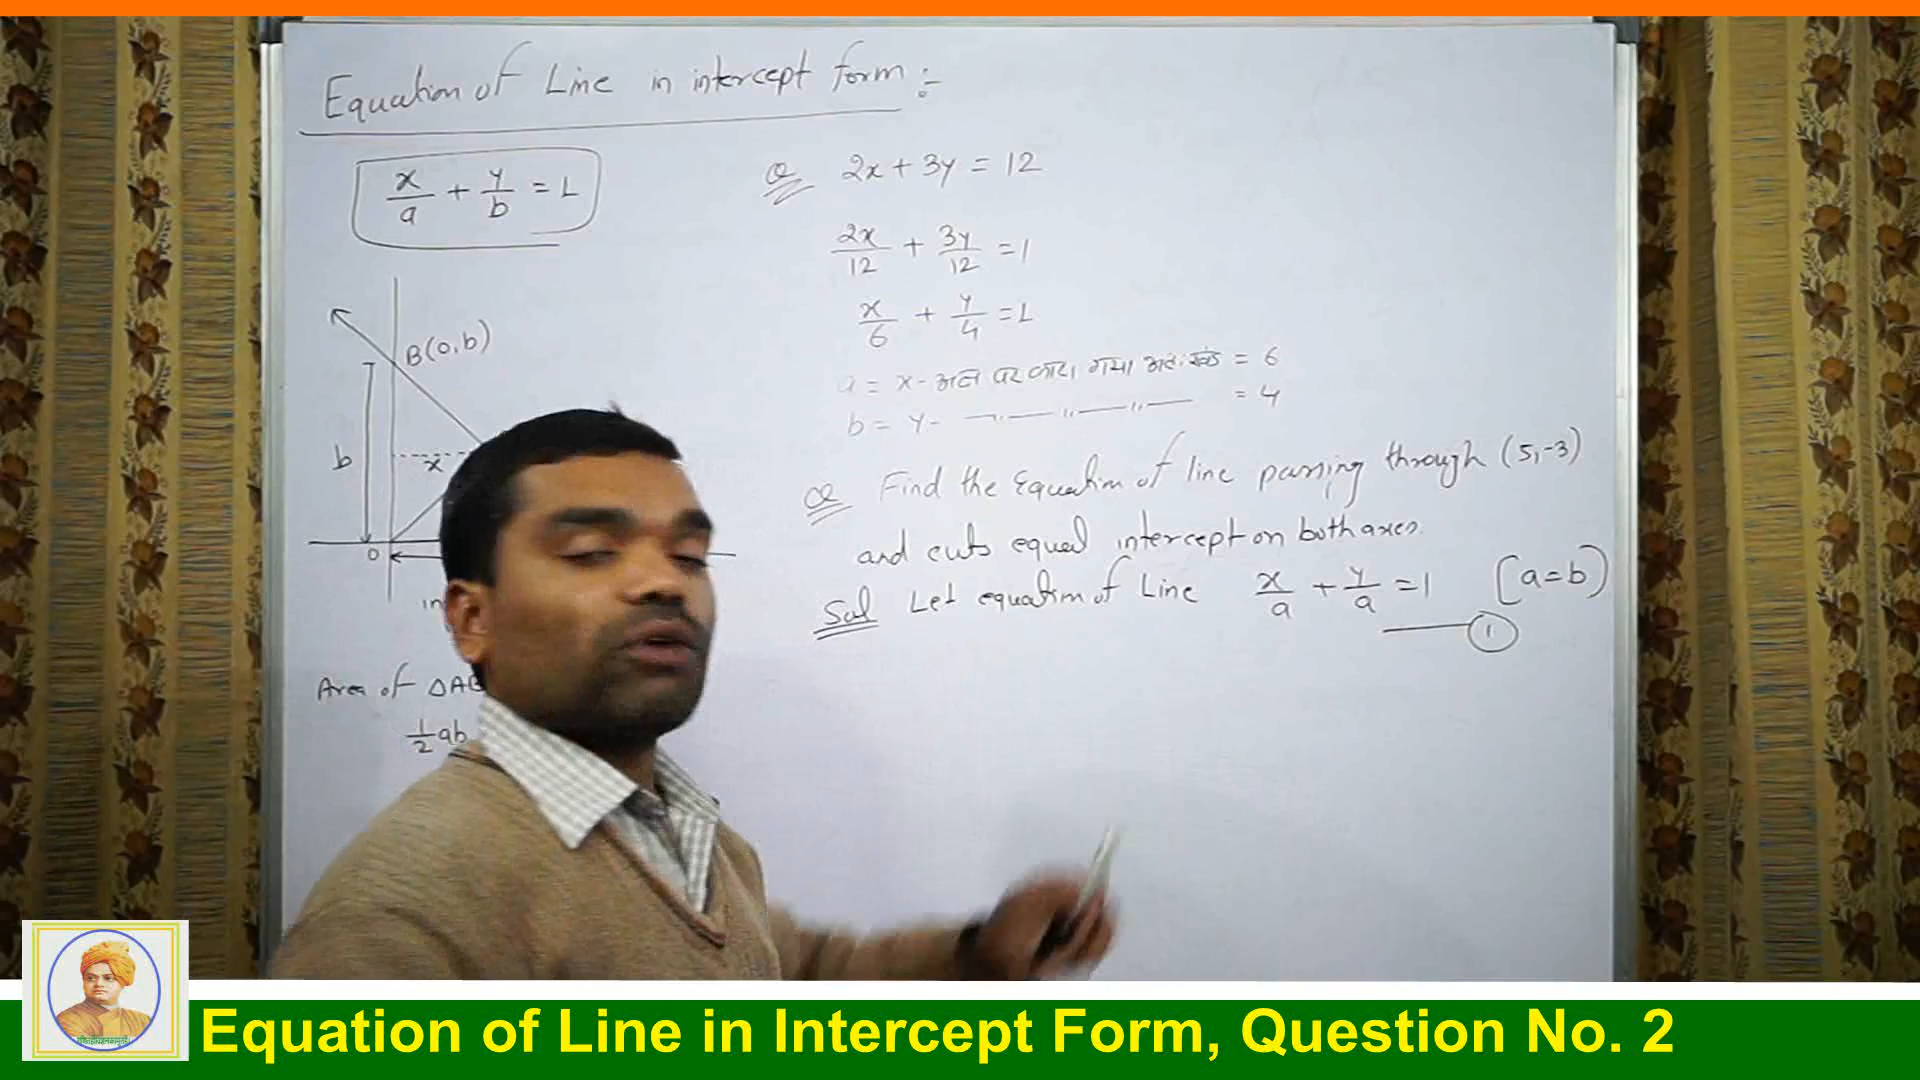 Equation of Line in intercept form :-
x/a + y/b = 1
B(0,b)
b
x
0
Area of △AB
1/2 ab
Q 2x + 3y = 12
2x/12 + 3y/12 = 1
x/6 + y/4 = 1
a = x- अक्ष पर काटा गया अंत:खंड = 6
b = y- —"—"—"— = 4
Q Find the Equation of line passing through (5,-3)
and cuts equal intercept on both axes.
Sol Let equation of Line x/a + y/a = 1 [a=b)
1
Equation of Line in Intercept Form, Question No. 2